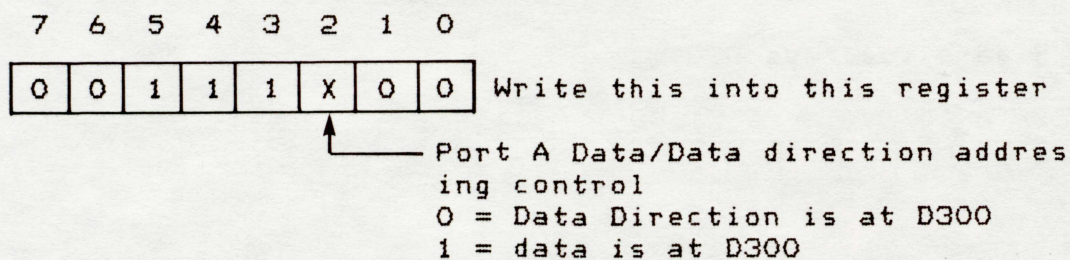 7 6 5 4 3 2 1 0
0 0 1 1 1 X 0 0 Write this into this register
Port A Data/Data direction addres
ing control
0 = Data Direction is at D300
1 = data is at D300